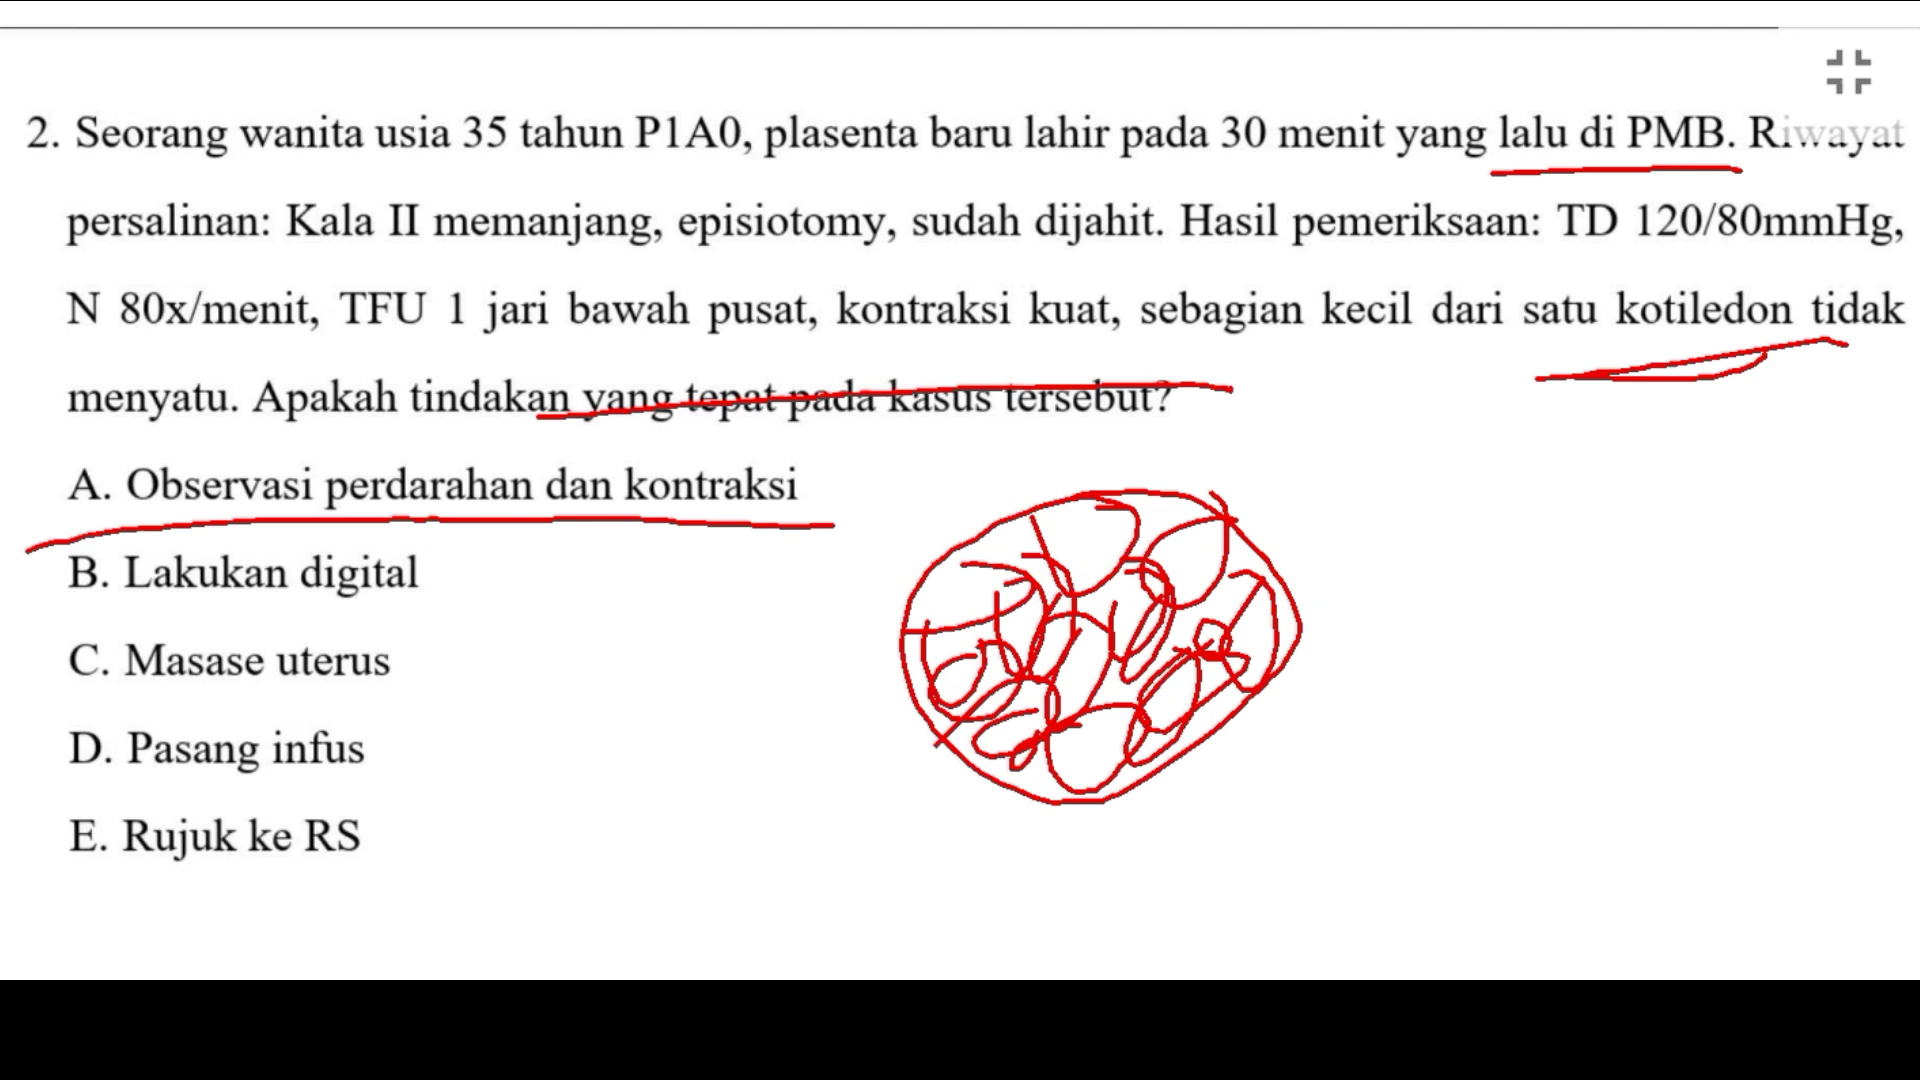 2. Seorang wanita usia 35 tahun P1A0, plasenta baru lahir pada 30 menit yang lalu di PMB. Riwayat
persalinan: Kala II memanjang, episiotomy, sudah dijahit. Hasil pemeriksaan: TD 120/80mmHg,
N 80x/menit, TFU 1 jari bawah pusat, kontraksi kuat, sebagian kecil dari satu kotiledon tidak
menyatu. Apakah tindakan yang tepat pada kasus tersebut?
A. Observasi perdarahan dan kontraksi
B. Lakukan digital
C. Masase uterus
D. Pasang infus
E. Rujuk ke RS